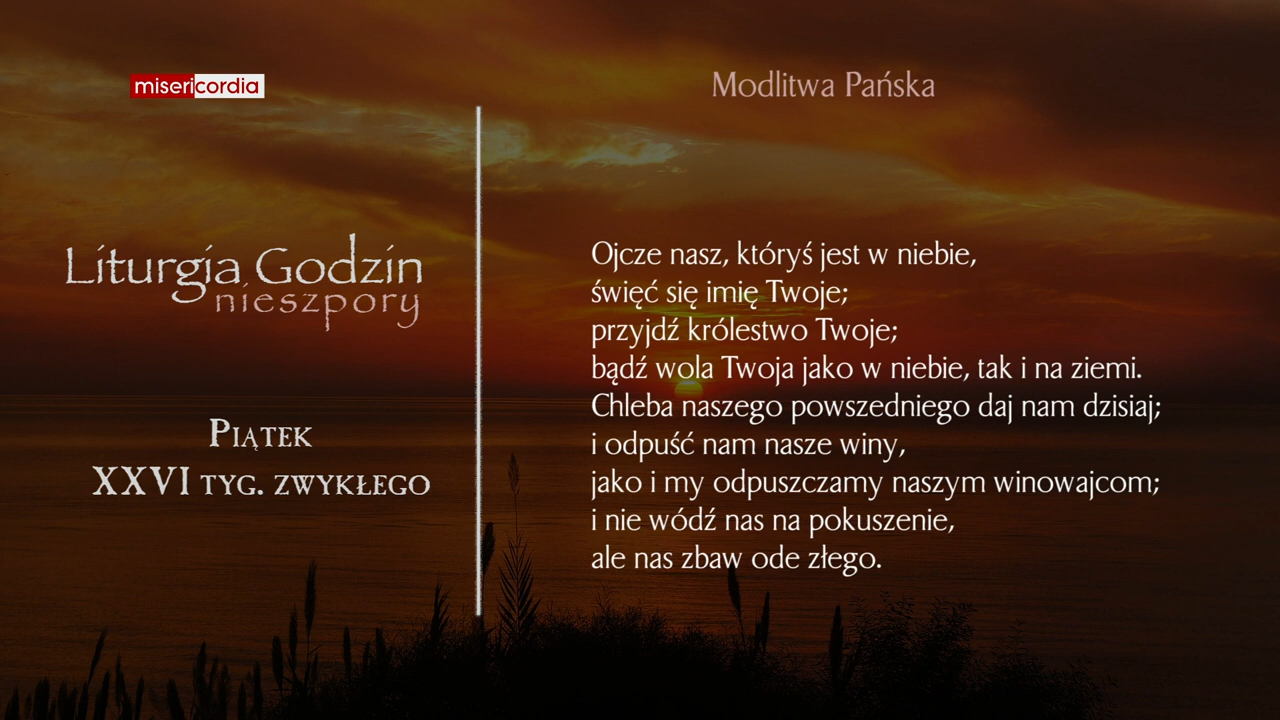 misericordia
Liturgia Godzin
nieszpory
Piątek
XXVI tyg. zwykłego
Modlitwa Pańska
Ojcze nasz, któryś jest w niebie,
święć się imię Twoje;
przyjdź królestwo Twoje;
bądź wola Twoja jako w niebie, tak i na ziemi.
Chleba naszego powszedniego daj nam dzisiaj;
i odpuść nam nasze winy,
jako i my odpuszczamy naszym winowajcom;
i nie wódź nas na pokuszenie,
ale nas zbaw ode złego.